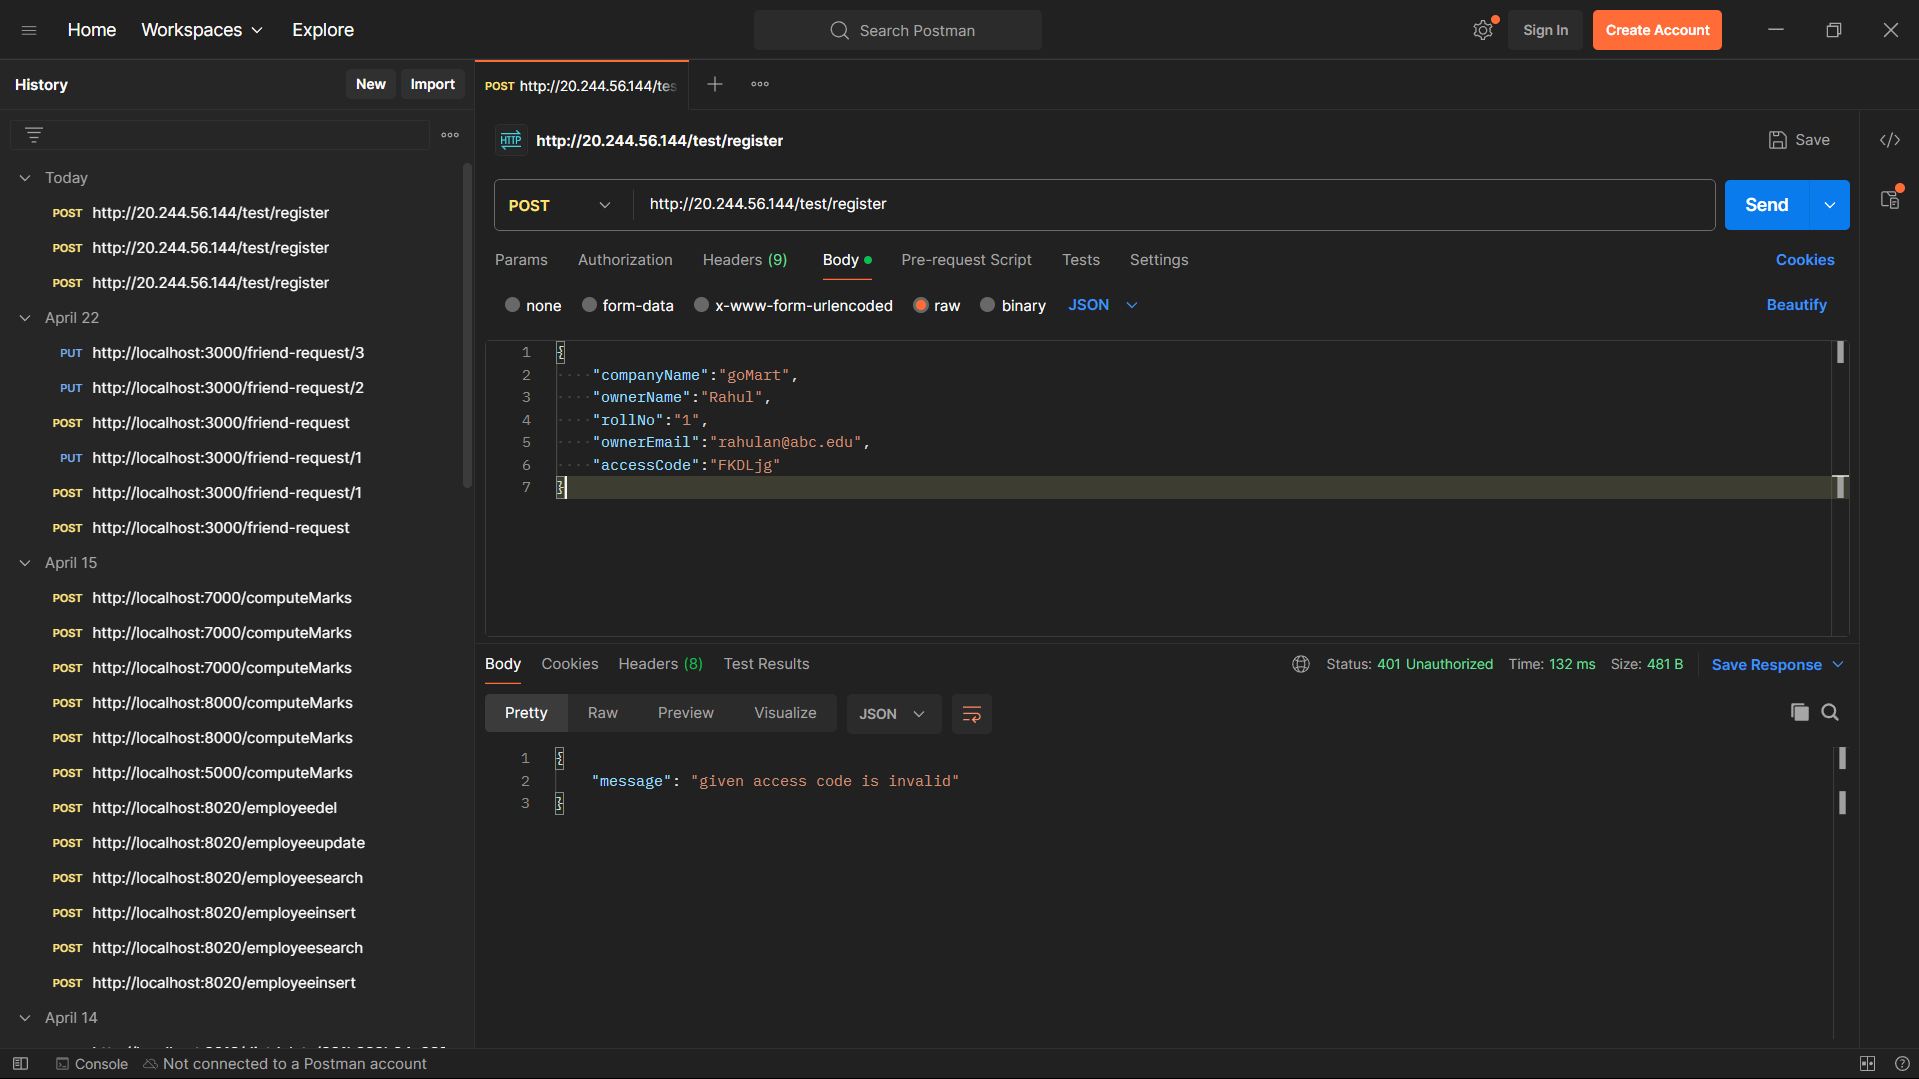 Home
Workspaces
Explore
Search Postman
Sign In
Create Account
History
New
Import
POST http://20.244.56.144/tes
HTTP http://20.244.56.144/test/register
Save
POST
http://20.244.56.144/test/register
Send
Params
Authorization
Headers (9)
Body
Pre-request Script
Tests
Settings
Cookies
none
form-data
x-www-form-urlencoded
raw
binary
JSON
Beautify
1 {
2 "companyName":"goMart",
3 "ownerName":"Rahul",
4 "rollNo":"1",
5 "ownerEmail":"rahulan@abc.edu",
6 "accessCode":"FKDLjg"
7 }
Body
Cookies
Headers (8)
Test Results
Status: 401 Unauthorized
Time: 132 ms
Size: 481 B
Save Response
Pretty
Raw
Preview
Visualize
JSON
1 {
2 "message": "given access code is invalid"
3 }
Today
POST http://20.244.56.144/test/register
POST http://20.244.56.144/test/register
POST http://20.244.56.144/test/register
April 22
PUT http://localhost:3000/friend-request/3
PUT http://localhost:3000/friend-request/2
POST http://localhost:3000/friend-request
PUT http://localhost:3000/friend-request/1
POST http://localhost:3000/friend-request/1
POST http://localhost:3000/friend-request
April 15
POST http://localhost:7000/computeMarks
POST http://localhost:7000/computeMarks
POST http://localhost:7000/computeMarks
POST http://localhost:8000/computeMarks
POST http://localhost:8000/computeMarks
POST http://localhost:5000/computeMarks
POST http://localhost:8020/employeedel
POST http://localhost:8020/employeeupdate
POST http://localhost:8020/employeesearch
POST http://localhost:8020/employeeinsert
POST http://localhost:8020/employeesearch
POST http://localhost:8020/employeeinsert
April 14
Console
Not connected to a Postman account